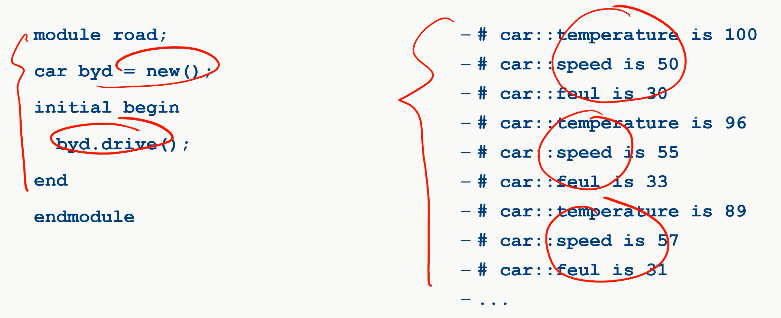 module road;
car byd = new();
initial begin
byd.drive();
end
endmodule
– # car::temperature is 100
– # car::speed is 50
– # car::feul is 30
– # car::temperature is 96
– # car::speed is 55
– # car::feul is 33
– # car::temperature is 89
– # car::speed is 57
– # car::feul is 31
– ...